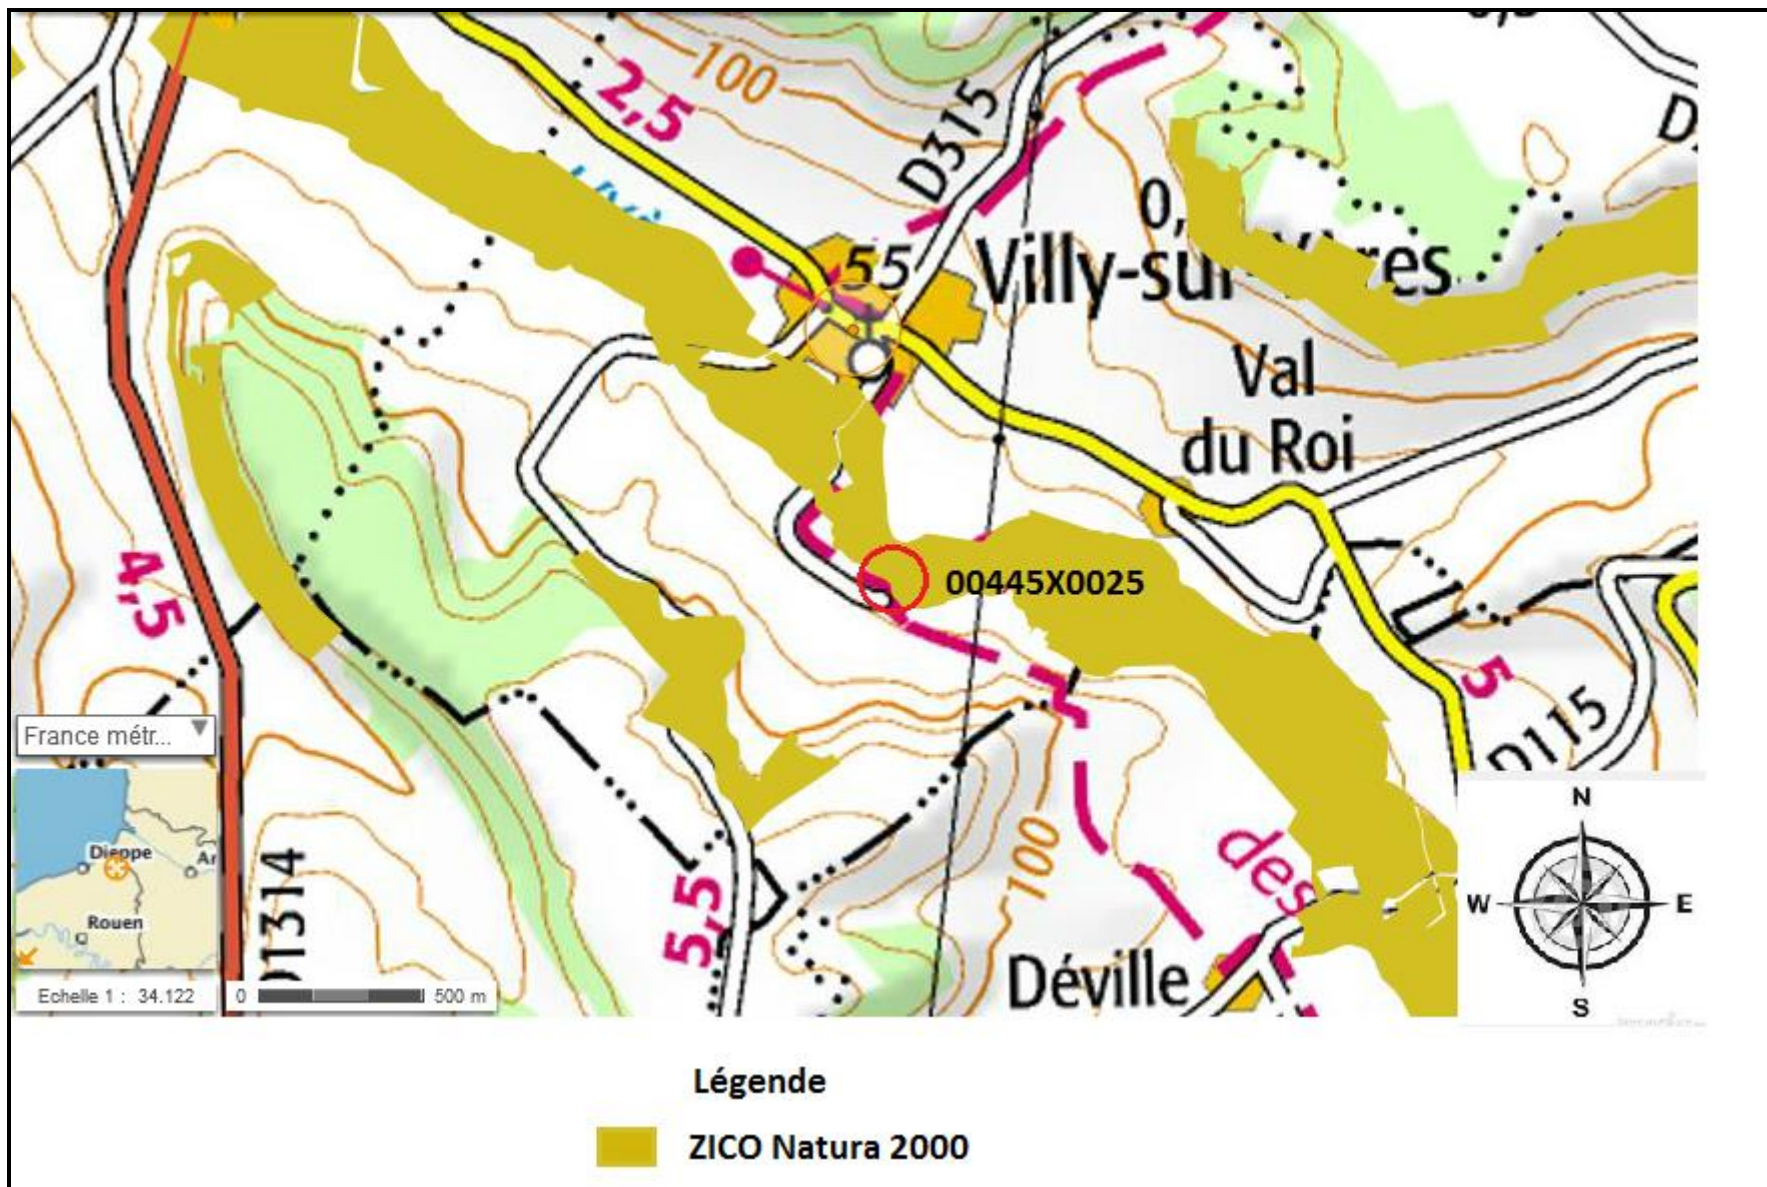 100
2,5
D315
55
Villy-sur-
res
0,
Val
du Roi
00445X0025
4,5
5
D115
France métr...
Dieppe
Rouen
D1314
5,5
100
des
Déville
Echelle 1 : 34.122
0
500 m
N
W
E
S
Légende
ZICO Natura 2000